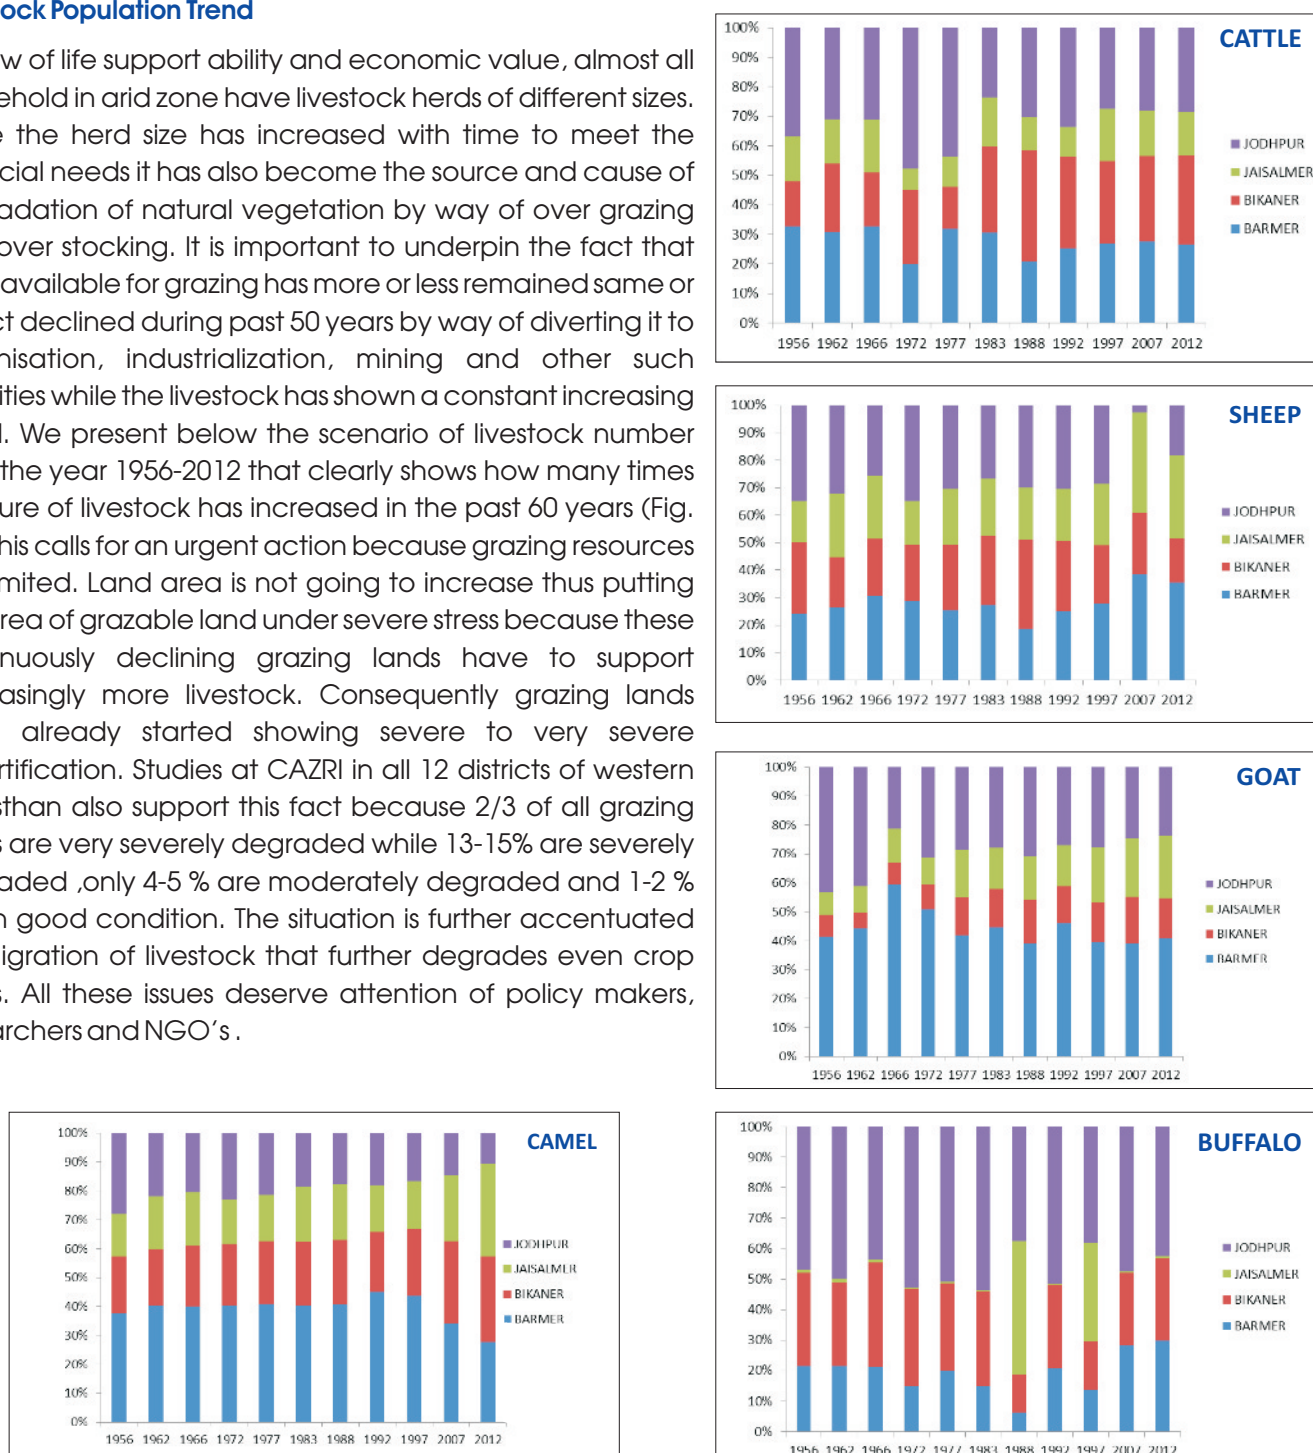 ock Population Trend
w of life support ability and economic value, almost all
ehold in arid zone have livestock herds of different sizes.
e the herd size has increased with time to meet the
cial needs it has also become the source and cause of
adation of natural vegetation by way of over grazing
over stocking. It is important to underpin the fact that
available for grazing has more or less remained same or
ct declined during past 50 years by way of diverting it to
nisation, industrialization, mining and other such
ities while the livestock has shown a constant increasing
d. We present below the scenario of livestock number
the year 1956-2012 that clearly shows how many times
ure of livestock has increased in the past 60 years (Fig.
his calls for an urgent action because grazing resources
imited. Land area is not going to increase thus putting
rea of grazable land under severe stress because these
nuously declining grazing lands have to support
easingly more livestock. Consequently grazing lands
already started showing severe to very severe
rtification. Studies at CAZRI in all 12 districts of western
sthan also support this fact because 2/3 of all grazing
s are very severely degraded while 13-15% are severely
aded ,only 4-5 % are moderately degraded and 1-2 %
n good condition. The situation is further accentuated
igration of livestock that further degrades even crop
s. All these issues deserve attention of policy makers,
archers and NGO's .
CATTLE
100%
90%
80%
70%
60%
50%
40%
30%
20%
10%
0%
1956 1962 1966 1972 1977 1983 1988 1992 1997 2007 2012
JODHPUR
JAISALMER
BIKANER
BARMER
SHEEP
100%
90%
80%
70%
60%
50%
40%
30%
20%
10%
0%
1956 1962 1966 1972 1977 1983 1988 1992 1997 2007 2012
JODHPUR
JAISALMER
BIKANER
BARMER
GOAT
100%
90%
80%
70%
60%
50%
40%
30%
20%
10%
0%
1956 1962 1966 1972 1977 1983 1988 1992 1997 2007 2012
JODHPUR
JAISALMER
BIKANER
BARMER
CAMEL
100%
90%
80%
70%
60%
50%
40%
30%
20%
10%
0%
1956 1962 1966 1972 1977 1983 1988 1992 1997 2007 2012
JODHPUR
JAISALMER
BIKANER
BARMER
BUFFALO
100%
90%
80%
70%
60%
50%
40%
30%
20%
10%
0%
1956 1962 1966 1972 1977 1983 1988 1992 1997 2007 2012
JODHPUR
JAISALMER
BIKANER
BARMER